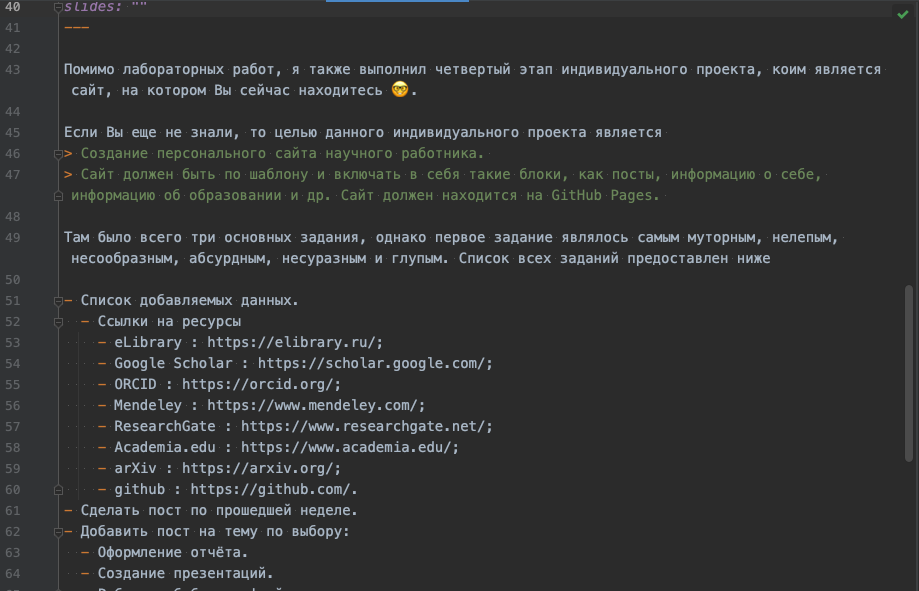 40 slides: ""
41 ---
42
43 Помимо лабораторных работ, я также выполнил четвертый этап индивидуального проекта, коим является
сайт, на котором Вы сейчас находитесь 🤓.
44
45 Если Вы еще не знали, то целью данного индивидуального проекта является
46 > Создание персонального сайта научного работника.
47 > Сайт должен быть по шаблону и включать в себя такие блоки, как посты, информацию о себе,
информацию об образовании и др. Сайт должен находится на GitHub Pages.
48
49 Там было всего три основных задания, однако первое задание являлось самым муторным, нелепым,
несообразным, абсурдным, несуразным и глупым. Список всех заданий предоставлен ниже
50
51 - Список добавляемых данных.
52 - Ссылки на ресурсы
53 - eLibrary : https://elibrary.ru/;
54 - Google Scholar : https://scholar.google.com/;
55 - ORCID : https://orcid.org/;
56 - Mendeley : https://www.mendeley.com/;
57 - ResearchGate : https://www.researchgate.net/;
58 - Academia.edu : https://www.academia.edu/;
59 - arXiv : https://arxiv.org/;
60 - github : https://github.com/.
61 - Сделать пост по прошедшей неделе.
62 - Добавить пост на тему по выбору:
63 - Оформление отчёта.
64 - Создание презентаций.